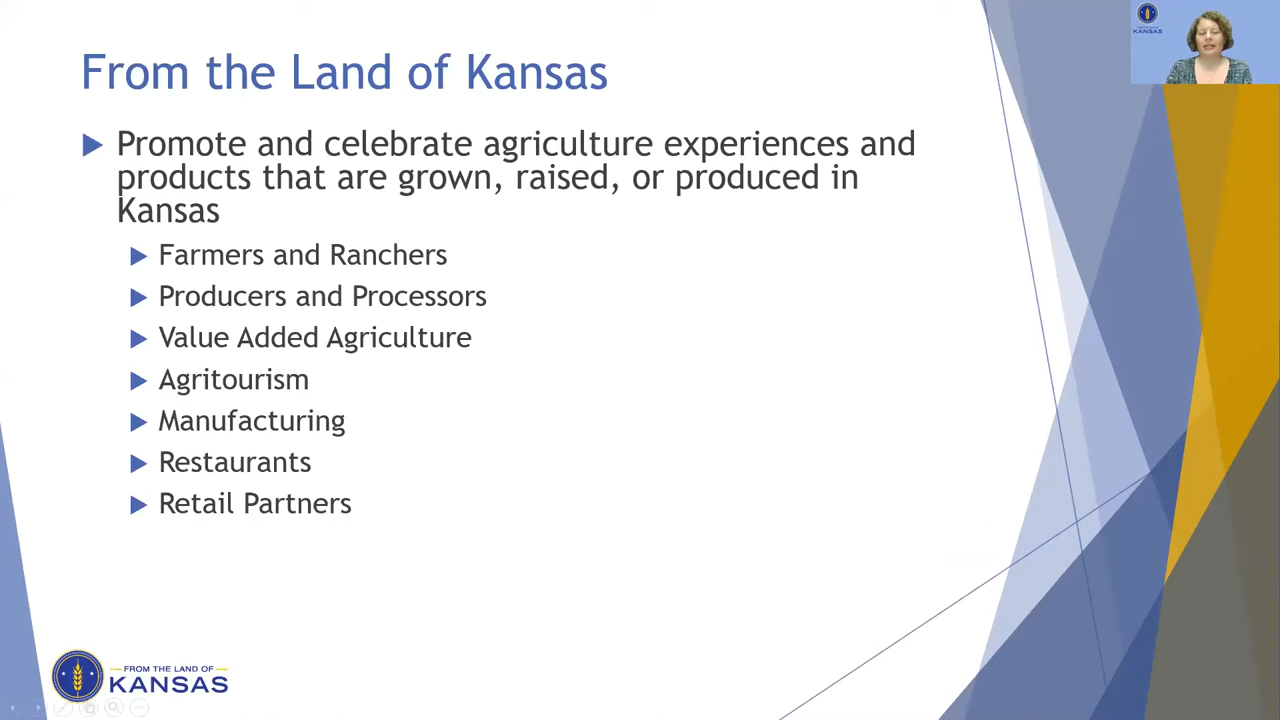 From the Land of Kansas
Promote and celebrate agriculture experiences and
products that are grown, raised, or produced in
Kansas
Farmers and Ranchers
Producers and Processors
Value Added Agriculture
Agritourism
Manufacturing
Restaurants
Retail Partners
FROM THE LAND OF
KANSAS
KANSAS